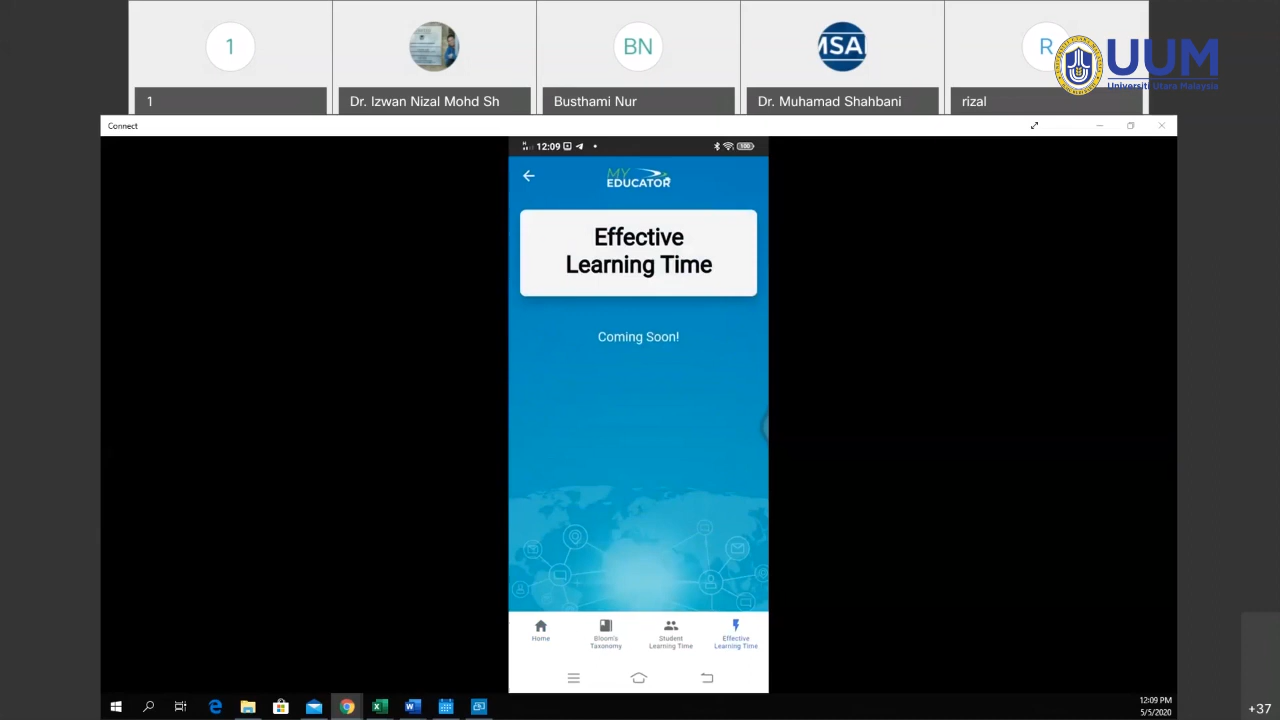 1
BN
MSA
R
UUM
Universiti Utara Malaysia
1
Dr. Izwan Nizal Mohd Sh
Busthami Nur
Dr. Muhamad Shahbani
rizal
Connect
12:09
100
MY
EDUCATOR
Effective
Learning Time
Coming Soon!
Home
Bloom's
Taxonomy
Student
Learning Time
Effective
Learning Time
12:09 PM
5/5/2020
+37